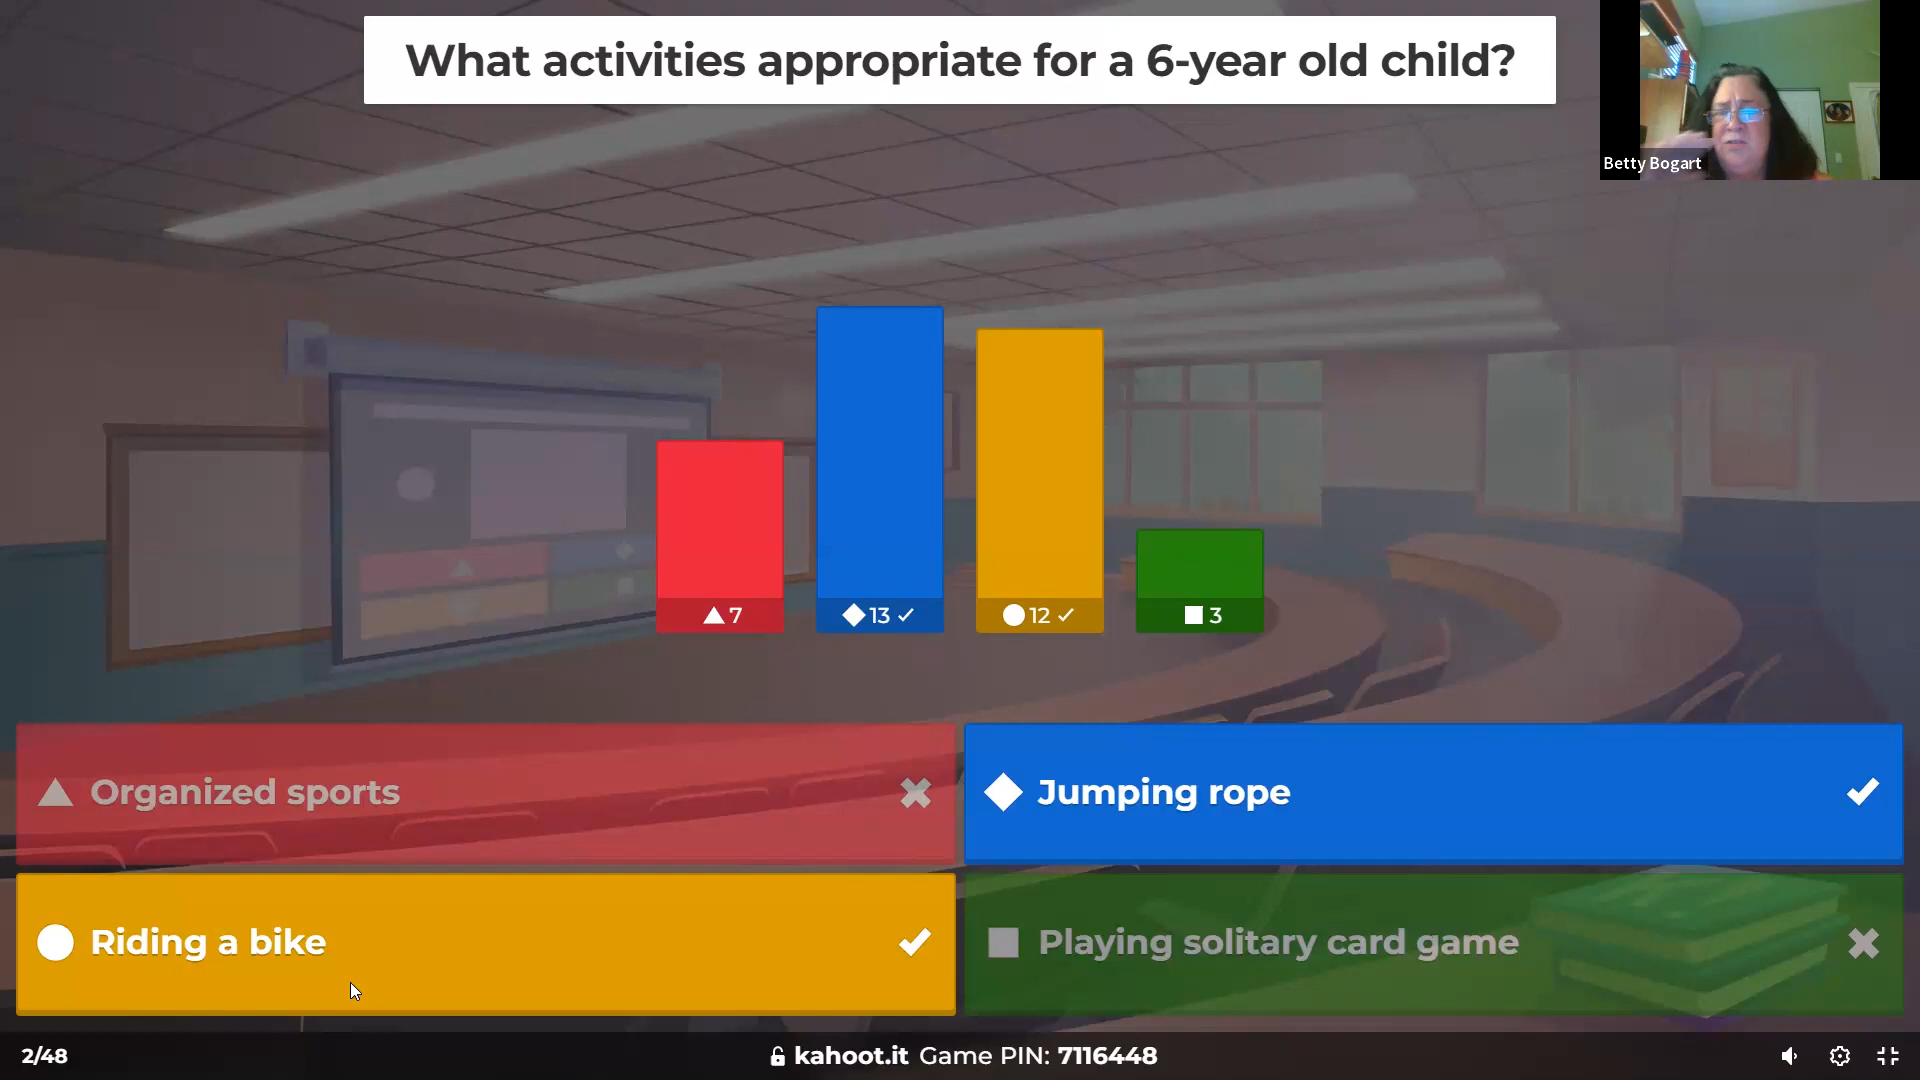 What activities appropriate for a 6-year old child?
Betty Bogart
7
13
12
3
Organized sports
Jumping rope
Riding a bike
Playing solitary card game
2/48
kahoot.it Game PIN: 7116448